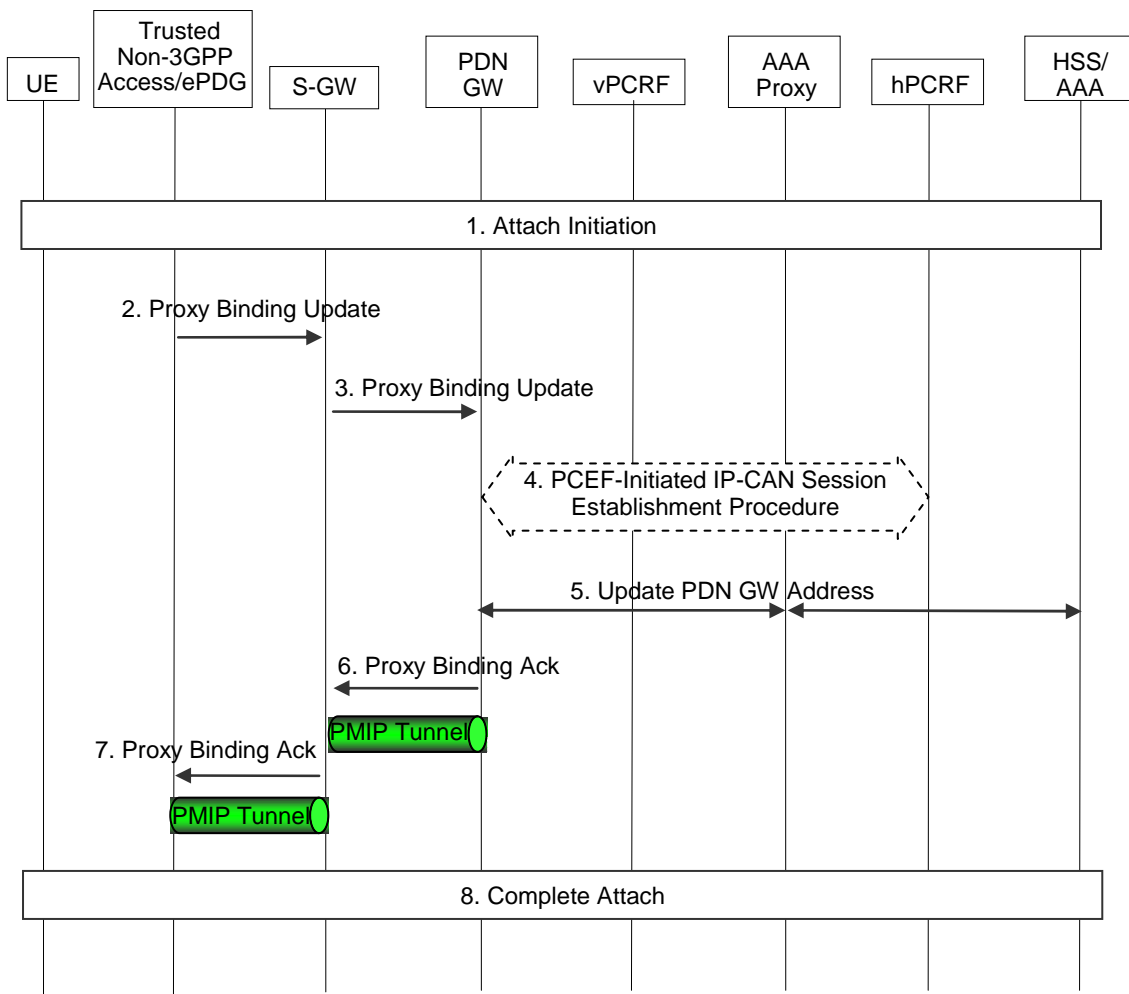 UE
Trusted
Non-3GPP
Access/ePDG
S-GW
PDN
GW
vPCRF
AAA
Proxy
hPCRF
HSS/
AAA
1. Attach Initiation
2. Proxy Binding Update
3. Proxy Binding Update
4. PCEF-Initiated IP-CAN Session
Establishment Procedure
5. Update PDN GW Address
6. Proxy Binding Ack
PMIP Tunnel
7. Proxy Binding Ack
PMIP Tunnel
8. Complete Attach